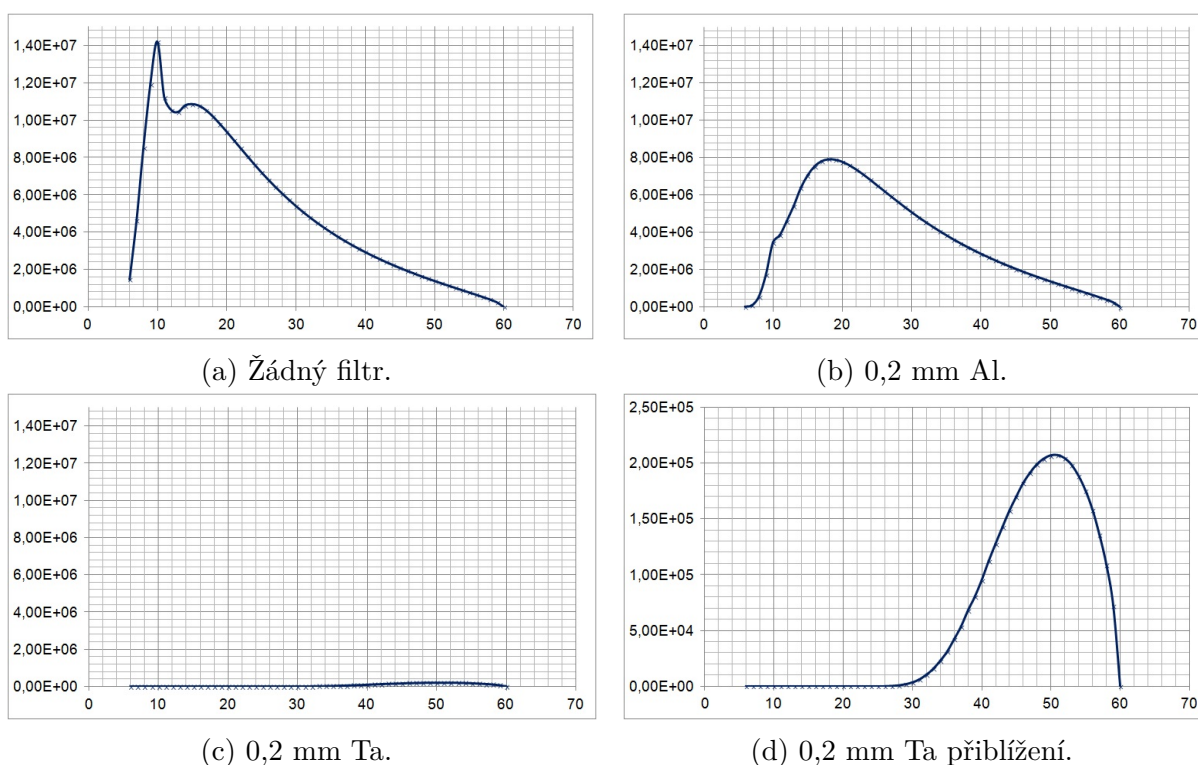 1,40E+07
1,20E+07
1,00E+07
8,00E+06
6,00E+06
4,00E+06
2,00E+06
0,00E+00
0 10 20 30 40 50 60 70
(a) Žádný filtr.
1,40E+07
1,20E+07
1,00E+07
8,00E+06
6,00E+06
4,00E+06
2,00E+06
0,00E+00
0 10 20 30 40 50 60 70
(b) 0,2 mm Al.
1,40E+07
1,20E+07
1,00E+07
8,00E+06
6,00E+06
4,00E+06
2,00E+06
0,00E+00
0 10 20 30 40 50 60 70
(c) 0,2 mm Ta.
2,50E+05
2,00E+05
1,50E+05
1,00E+05
5,00E+04
0,00E+00
0 10 20 30 40 50 60 70
(d) 0,2 mm Ta přiblížení.